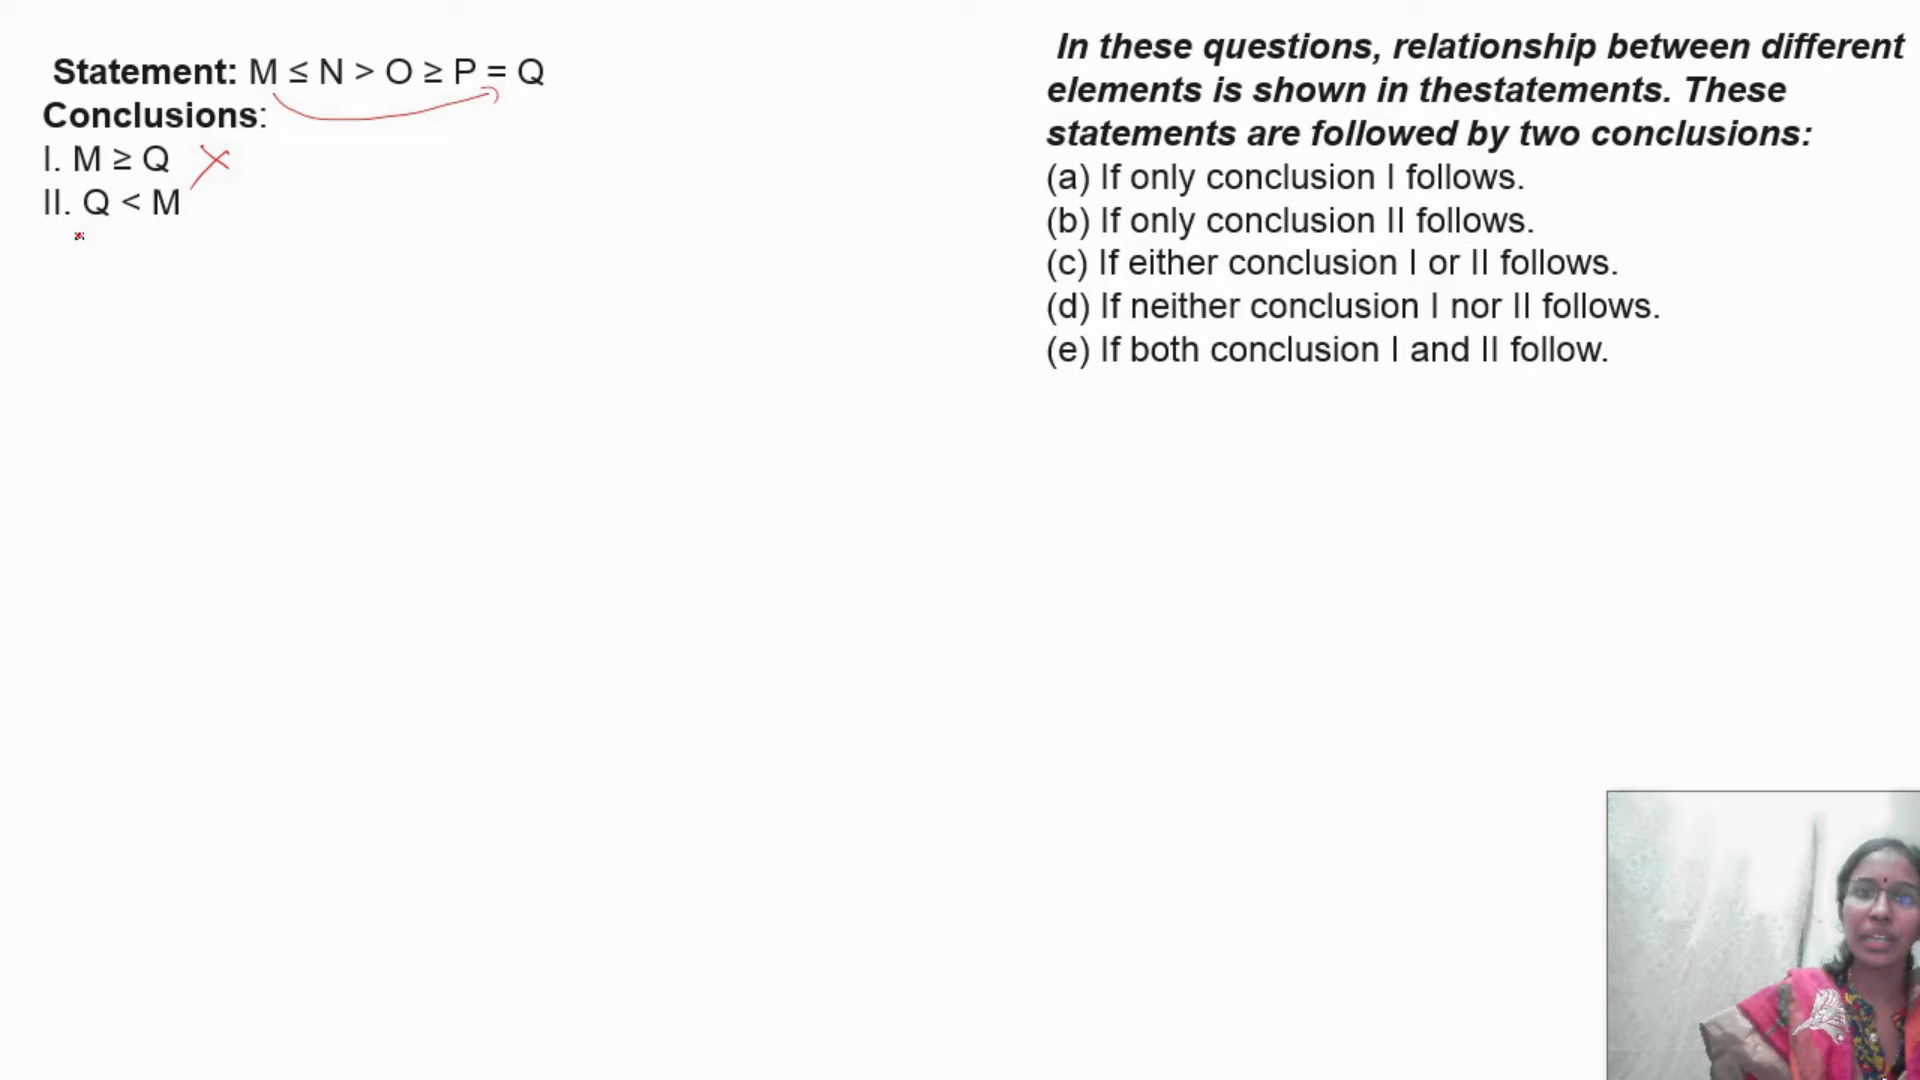 Statement: M ≤ N > O ≥ P = Q
Conclusions:
I. M ≥ Q
II. Q < M
In these questions, relationship between different
elements is shown in thestatements. These
statements are followed by two conclusions:
(a) If only conclusion I follows.
(b) If only conclusion II follows.
(c) If either conclusion I or II follows.
(d) If neither conclusion I nor II follows.
(e) If both conclusion I and II follow.